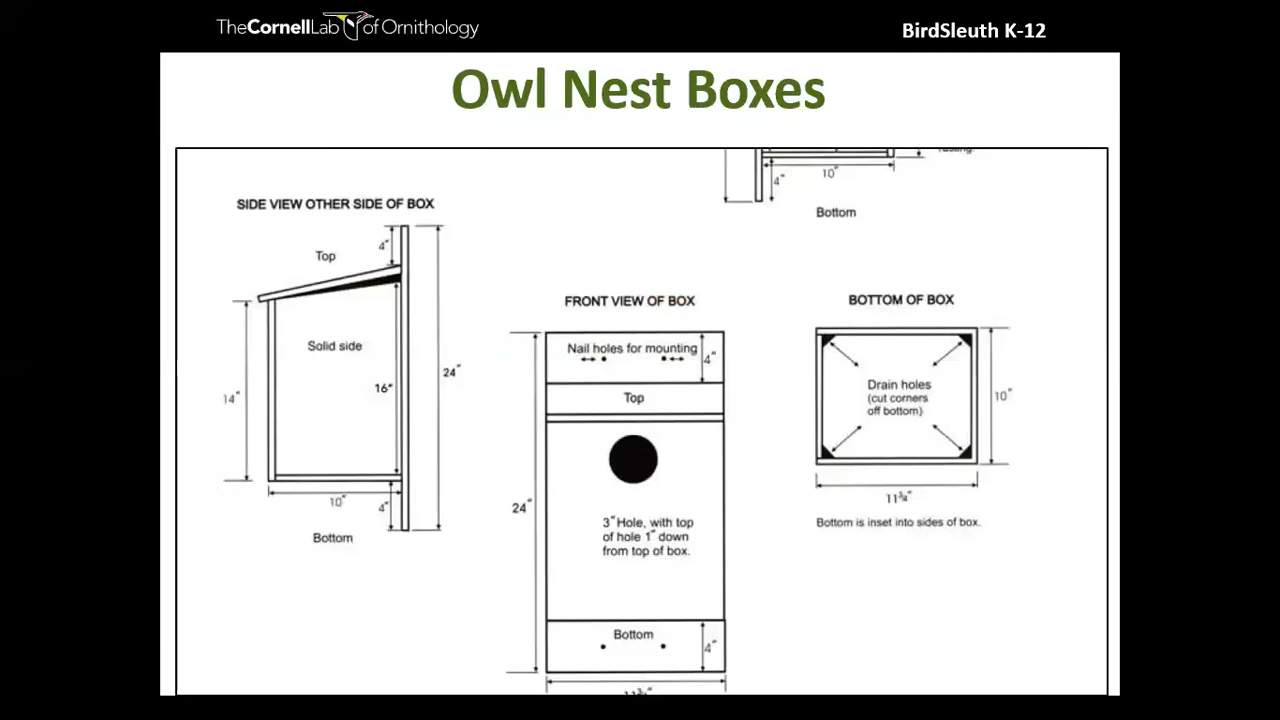 TheCornellLab of Ornithology
BirdSleuth K-12
Owl Nest Boxes
10"
4"
Bottom
SIDE VIEW OTHER SIDE OF BOX
4"
Top
Solid side
16"
24"
14"
10"
4"
Bottom
FRONT VIEW OF BOX
Nail holes for mounting
4"
Top
24"
3" Hole, with top
of hole 1" down
from top of box.
Bottom
4"
BOTTOM OF BOX
Drain holes
(cut corners
off bottom)
10"
11¾"
Bottom is inset into sides of box.